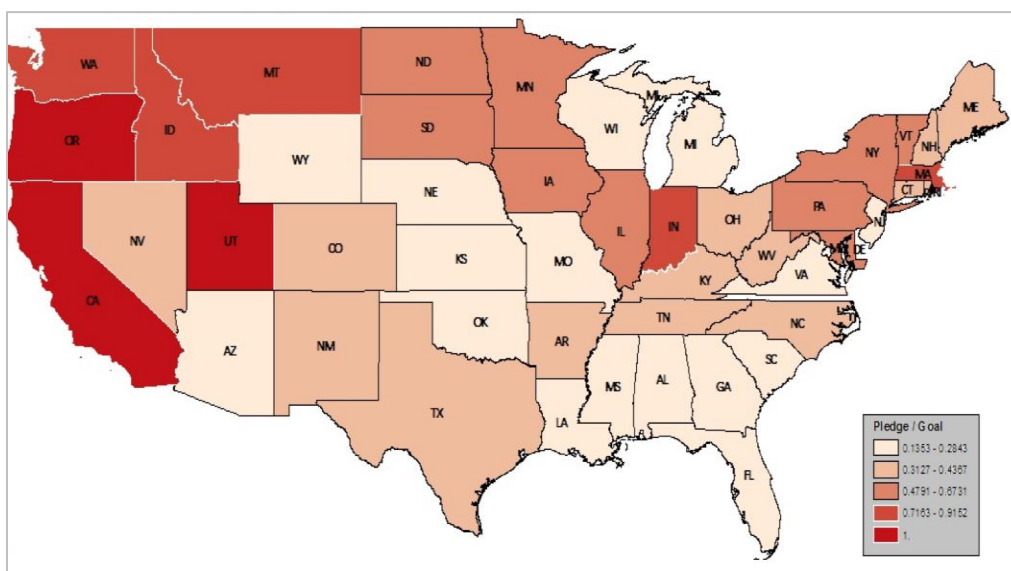 WA
MT
ND
MN
ME
OR
ID
SD
WI
MI
MI
NY
VT
NH
MA
CT
WY
IA
PA
NJ
NE
NV
UT
CO
IL
IN
OH
DE
WV
VA
KS
MO
KY
CA
OK
TN
NC
AZ
NM
AR
SC
MS
AL
GA
TX
LA
FL
Pledge / Goal
0.1353 - 0.2843
0.3127 - 0.4367
0.4791 - 0.6731
0.7163 - 0.9152
1.